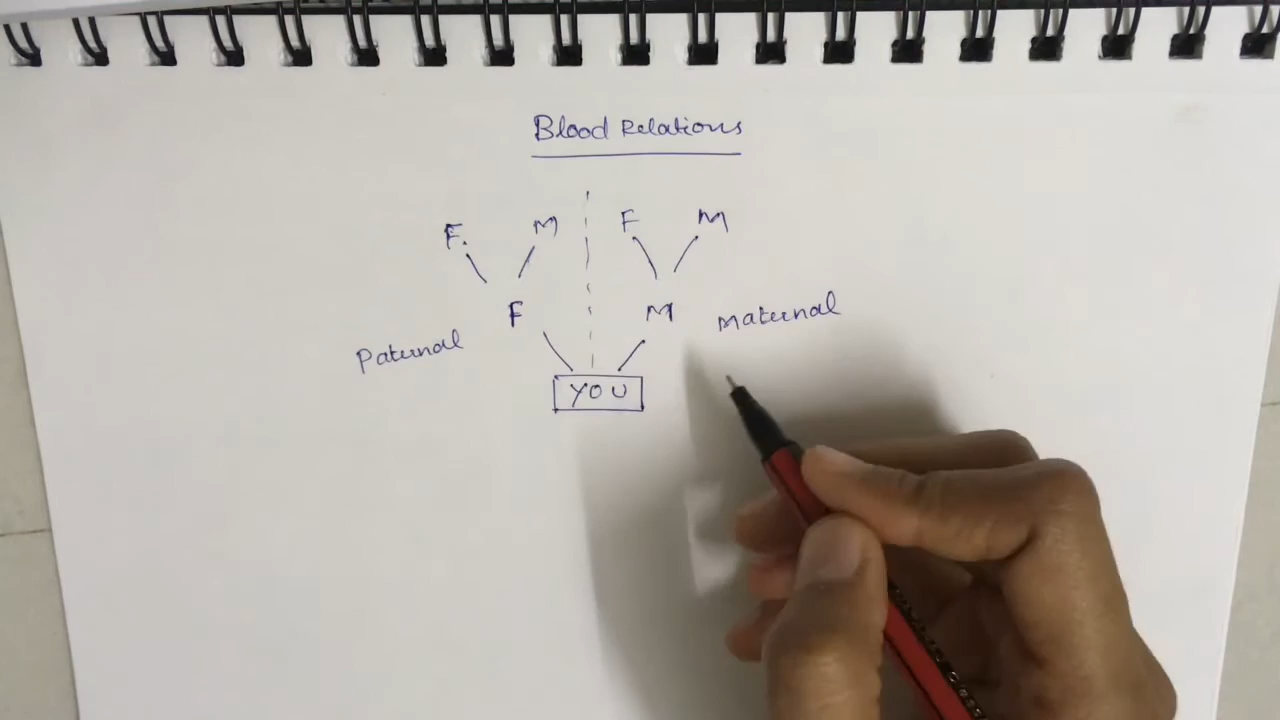 Blood Relations
F. M F M
F M
Paternal Maternal
YOU